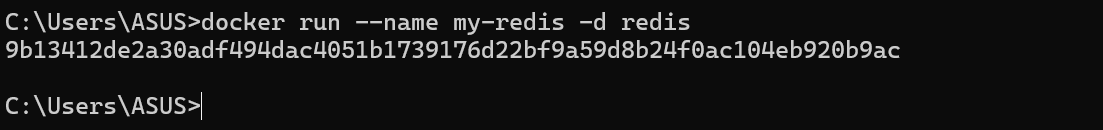 C:\Users\ASUS>docker run --name my-redis -d redis
9b13412de2a30adf494dac4051b1739176d22bf9a59d8b24f0ac104eb920b9ac
C:\Users\ASUS>